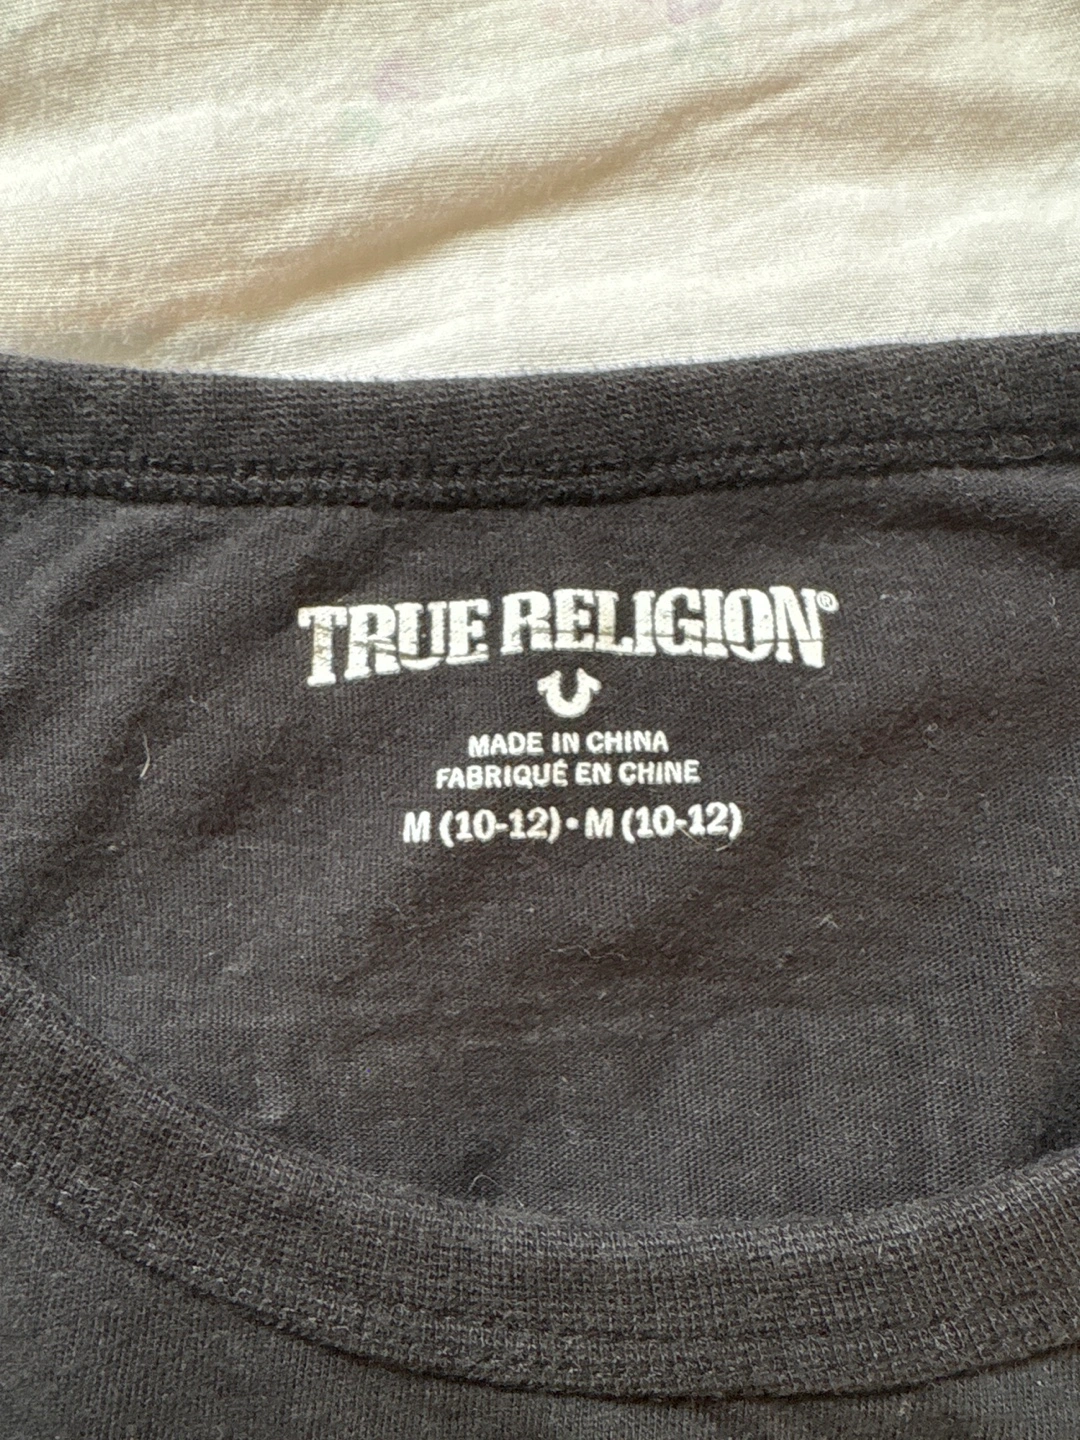 TRUE RELIGION®
MADE IN CHINA
FABRIQUÉ EN CHINE
M (10-12) • M (10-12)